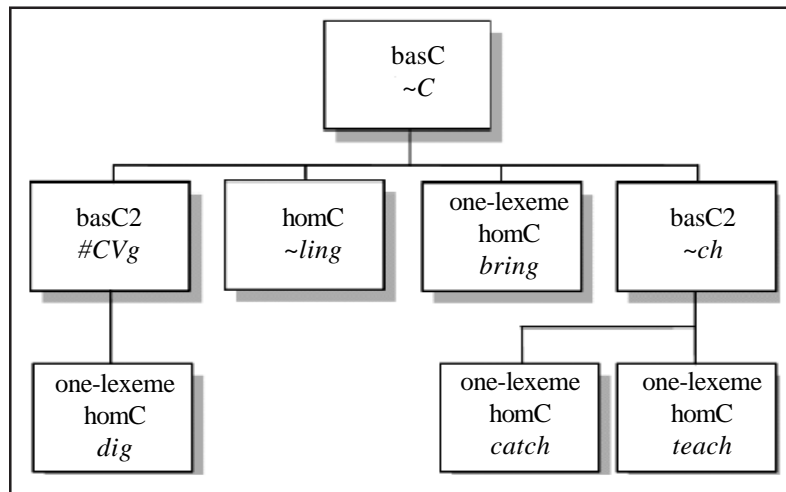 basC
~C
basC2
#CVg
homC
~ling
one-lexeme
homC
bring
basC2
~ch
one-lexeme
homC
dig
one-lexeme
homC
catch
one-lexeme
homC
teach